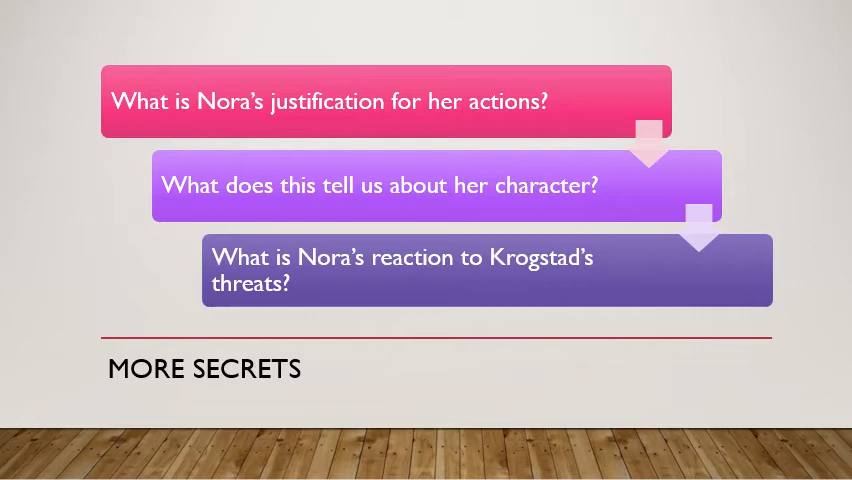 What is Nora’s justification for her actions?
What does this tell us about her character?
What is Nora’s reaction to Krogstad’s
threats?
MORE SECRETS